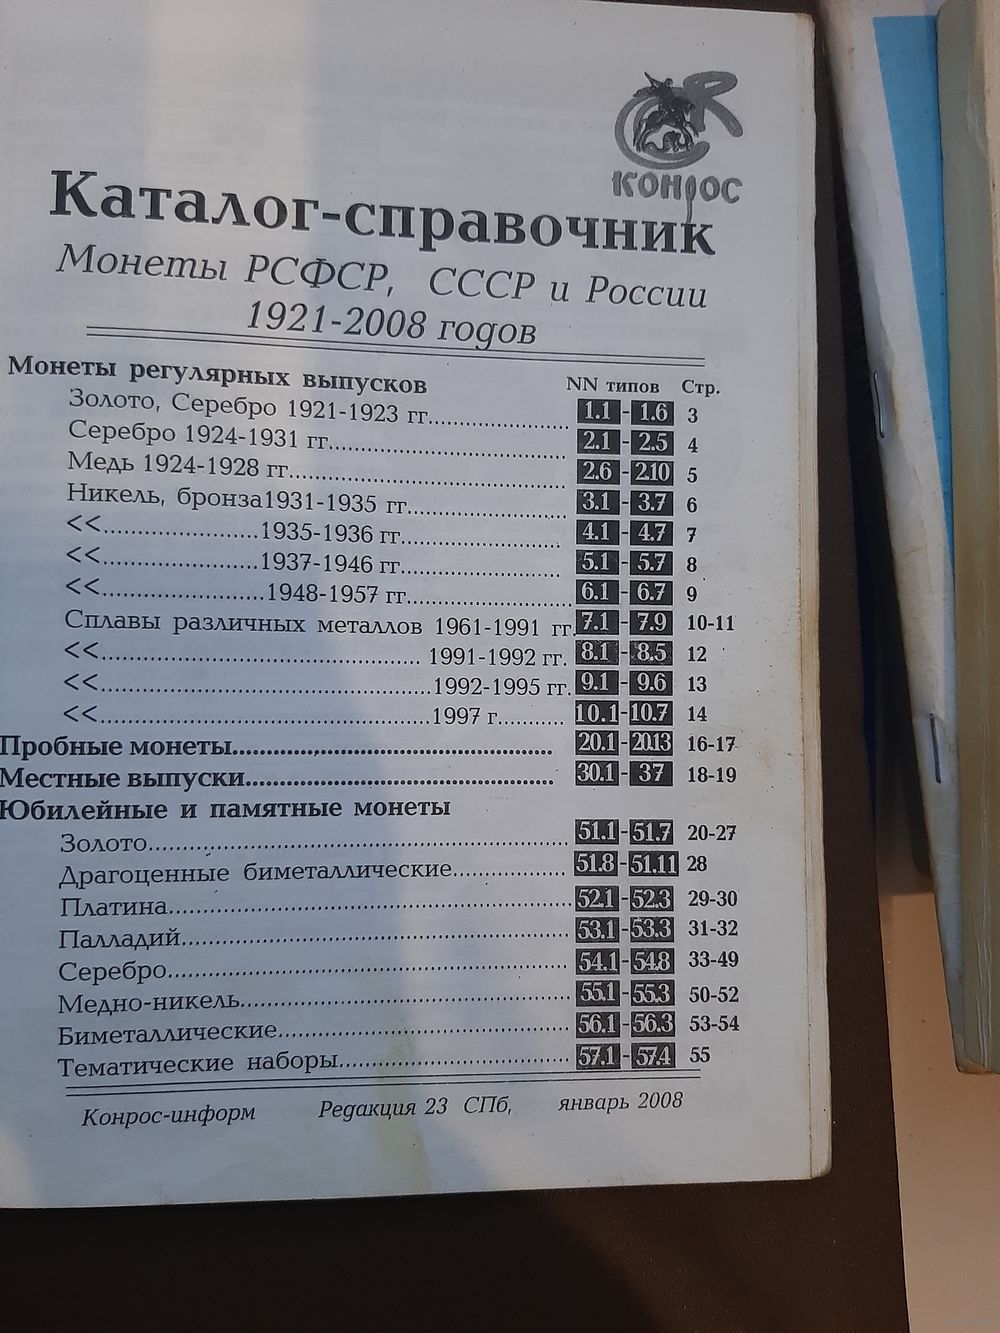 КОНРОС
Каталог-справочник
Монеты РСФСР, СССР и России
1921-2008 годов
Монеты регулярных выпусков NN типов Стр.
Золото, Серебро 1921-1923 гг. 1.1 - 1.6 3
Серебро 1924-1931 гг. 2.1 - 2.5 4
Медь 1924-1928 гг. 2.6 - 2.10 5
Никель, бронза1931-1935 гг. 3.1 - 3.7 6
<< 1935-1936 гг. 4.1 - 4.7 7
<< 1937-1946 гг. 5.1 - 5.7 8
<< 1948-1957 гг. 6.1 - 6.7 9
Сплавы различных металлов 1961-1991 гг. 7.1 - 7.9 10-11
<< 1991-1992 гг. 8.1 - 8.5 12
<< 1992-1995 гг. 9.1 - 9.6 13
<< 1997 г. 10.1 - 10.7 14
Пробные монеты 20.1 - 20.13 16-17
Местные выпуски 30.1 - 37 18-19
Юбилейные и памятные монеты
Золото 51.1 - 51.7 20-27
Драгоценные биметаллические 51.8 - 51.11 28
Платина 52.1 - 52.3 29-30
Палладий 53.1 - 53.3 31-32
Серебро 54.1 - 54.8 33-49
Медно-никель 55.1 - 55.3 50-52
Биметаллические 56.1 - 56.3 53-54
Тематические наборы 57.1 - 57.4 55
Конрос-информ Редакция 23 СПб, январь 2008